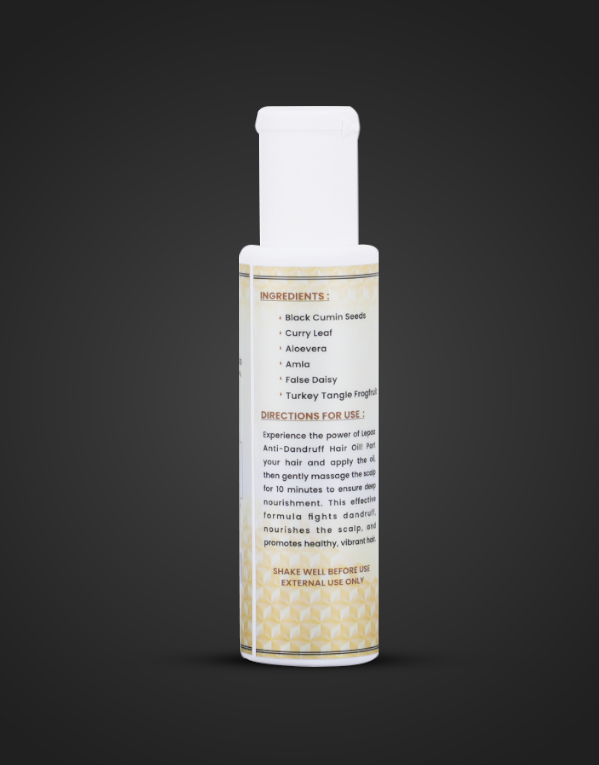 INGREDIENTS :
Black Cumin Seeds
Curry Leaf
Aloevera
Amla
False Daisy
Turkey Tangle Frogfruit
DIRECTIONS FOR USE :
Experience the power of Lepaa
Anti-Dandruff Hair Oil! Part
your hair and apply the oil,
then gently massage the scalp
for 10 minutes to ensure deep
nourishment. This effective
formula fights dandruff,
nourishes the scalp, and
promotes healthy, vibrant hair.
SHAKE WELL BEFORE USE
EXTERNAL USE ONLY